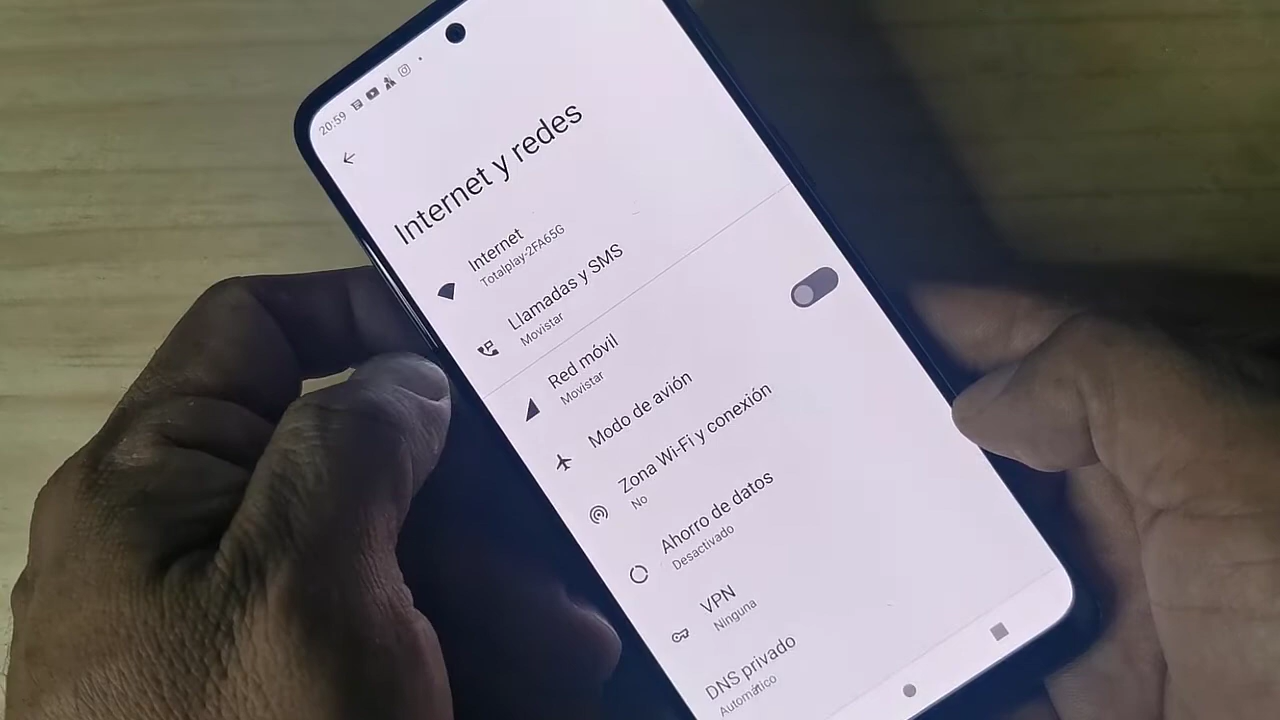 20:59
Internet y redes
Internet
Totalplay-2FA65G
Llamadas y SMS
Movistar
Red móvil
Movistar
Modo de avión
Zona Wi-Fi y conexión
No
Ahorro de datos
Desactivado
VPN
Ninguna
DNS privado
Automático